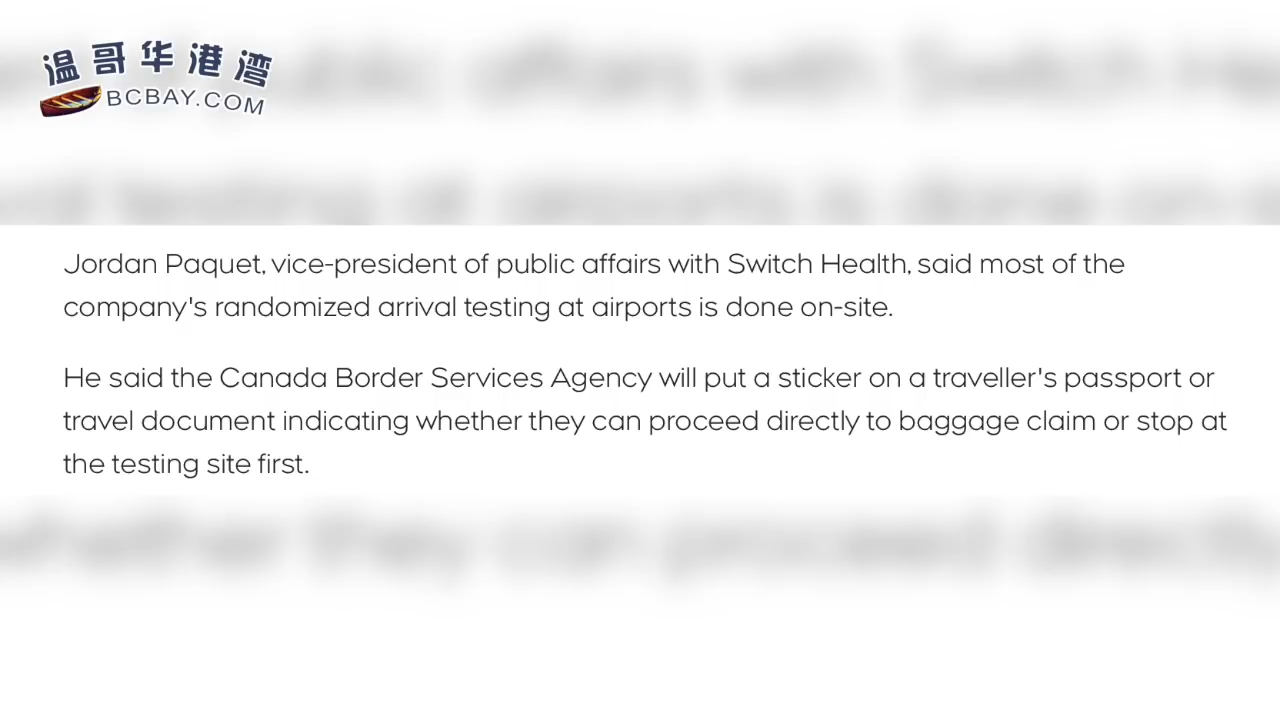 温哥华港湾
BCBAY.COM
Jordan Paquet, vice-president of public affairs with Switch Health, said most of the
company's randomized arrival testing at airports is done on-site.
He said the Canada Border Services Agency will put a sticker on a traveller's passport or
travel document indicating whether they can proceed directly to baggage claim or stop at
the testing site first.